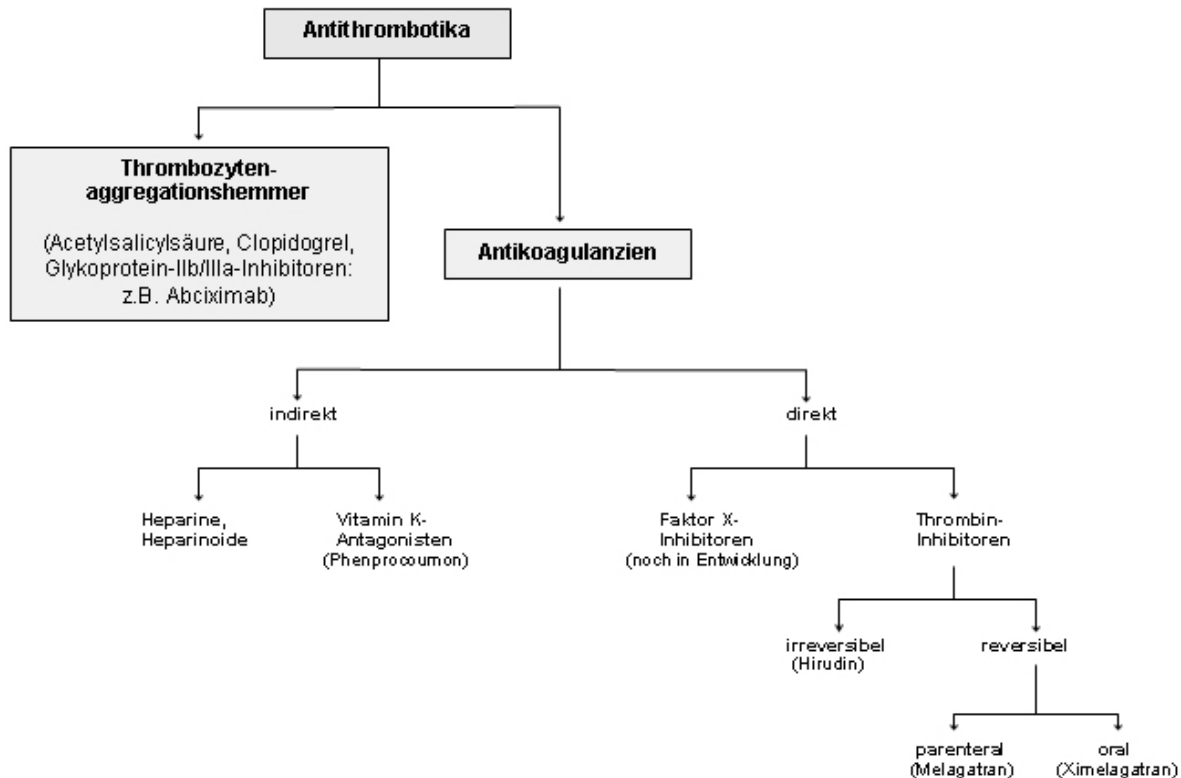 Antithrombotika
Thrombozyten-
aggregationshemmer
(Acetylsalicylsäure, Clopidogrel,
Glykoprotein-IIb/IIIa-Inhibitoren:
z.B. Abciximab)
Antikoagulanzien
indirekt
direkt
Heparine,
Heparinoide
Vitamin K-
Antagonisten
(Phenprocoumon)
Faktor X-
Inhibitoren
(noch in Entwicklung)
Thrombin-
Inhibitoren
irreversibel
(Hirudin)
reversibel
parenteral
(Melagatran)
oral
(Ximelagatran)